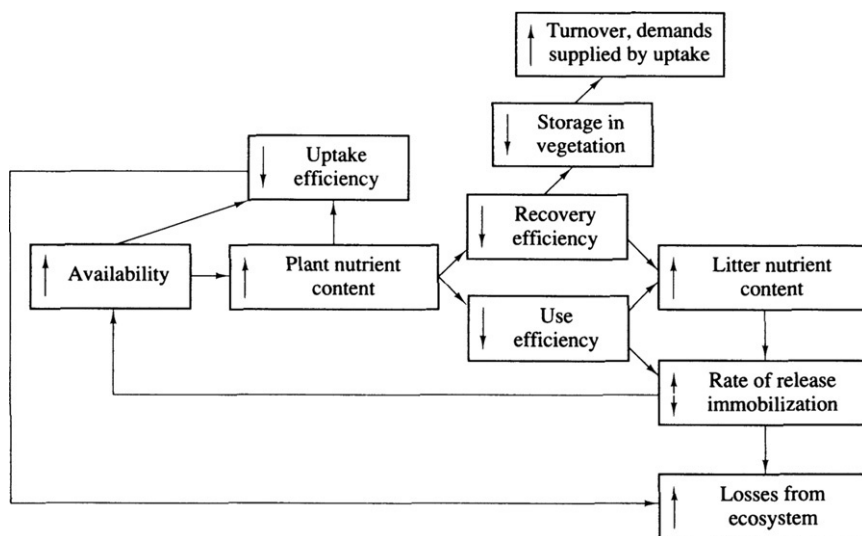 Turnover, demands
supplied by uptake
Storage in
vegetation
Uptake
efficiency
Recovery
efficiency
Availability
Plant nutrient
content
Litter nutrient
content
Use
efficiency
Rate of release
immobilization
Losses from
ecosystem